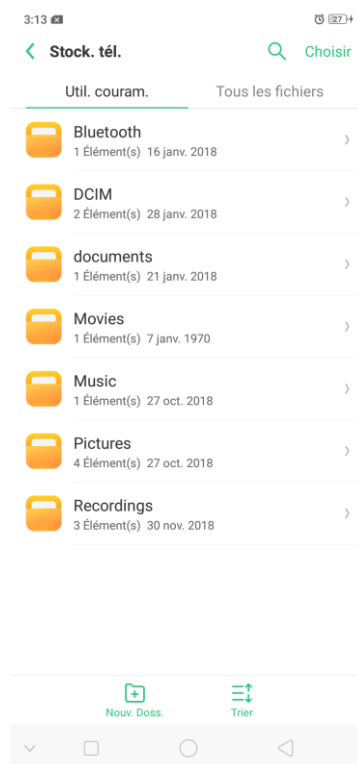 3:13
27
Stock. tél.
Choisir
Util. couram.
Tous les fichiers
Bluetooth
1 Élément(s) 16 janv. 2018
DCIM
2 Élément(s) 28 janv. 2018
documents
1 Élément(s) 21 janv. 2018
Movies
1 Élément(s) 7 janv. 1970
Music
1 Élément(s) 27 oct. 2018
Pictures
4 Élément(s) 27 oct. 2018
Recordings
3 Élément(s) 30 nov. 2018
Nouv. Doss.
Trier